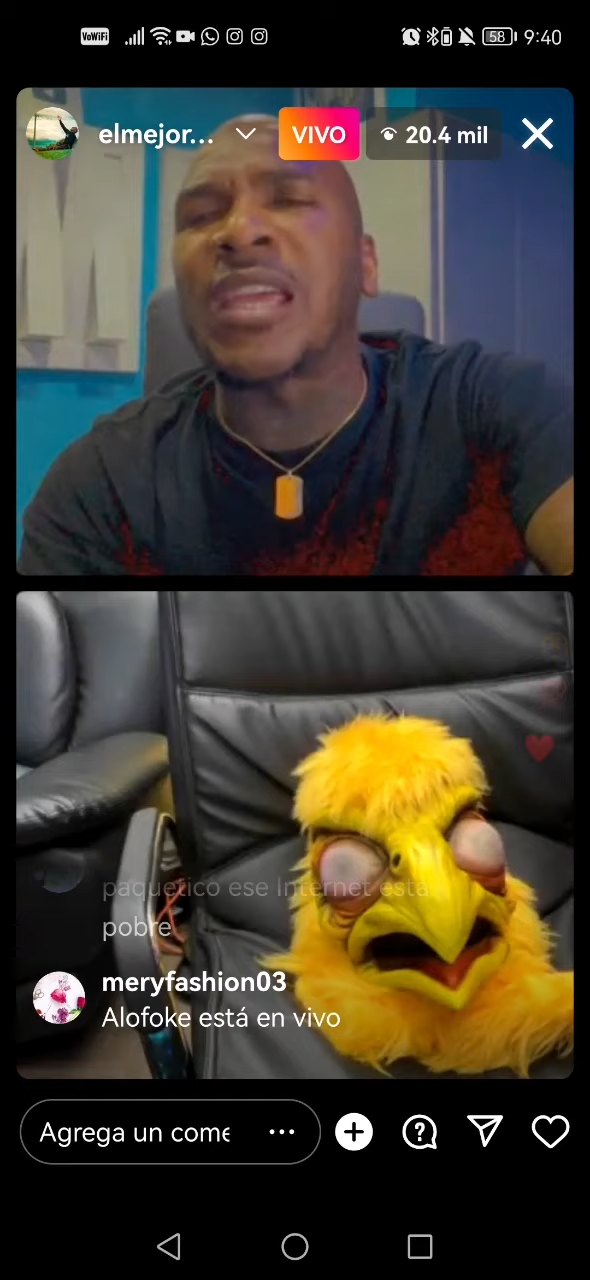 VoWiFi
58
9:40
elmejor...
VIVO
20.4 mil
paquetico ese Internet está
pobre
meryfashion03
Alofoke está en vivo
Agrega un come